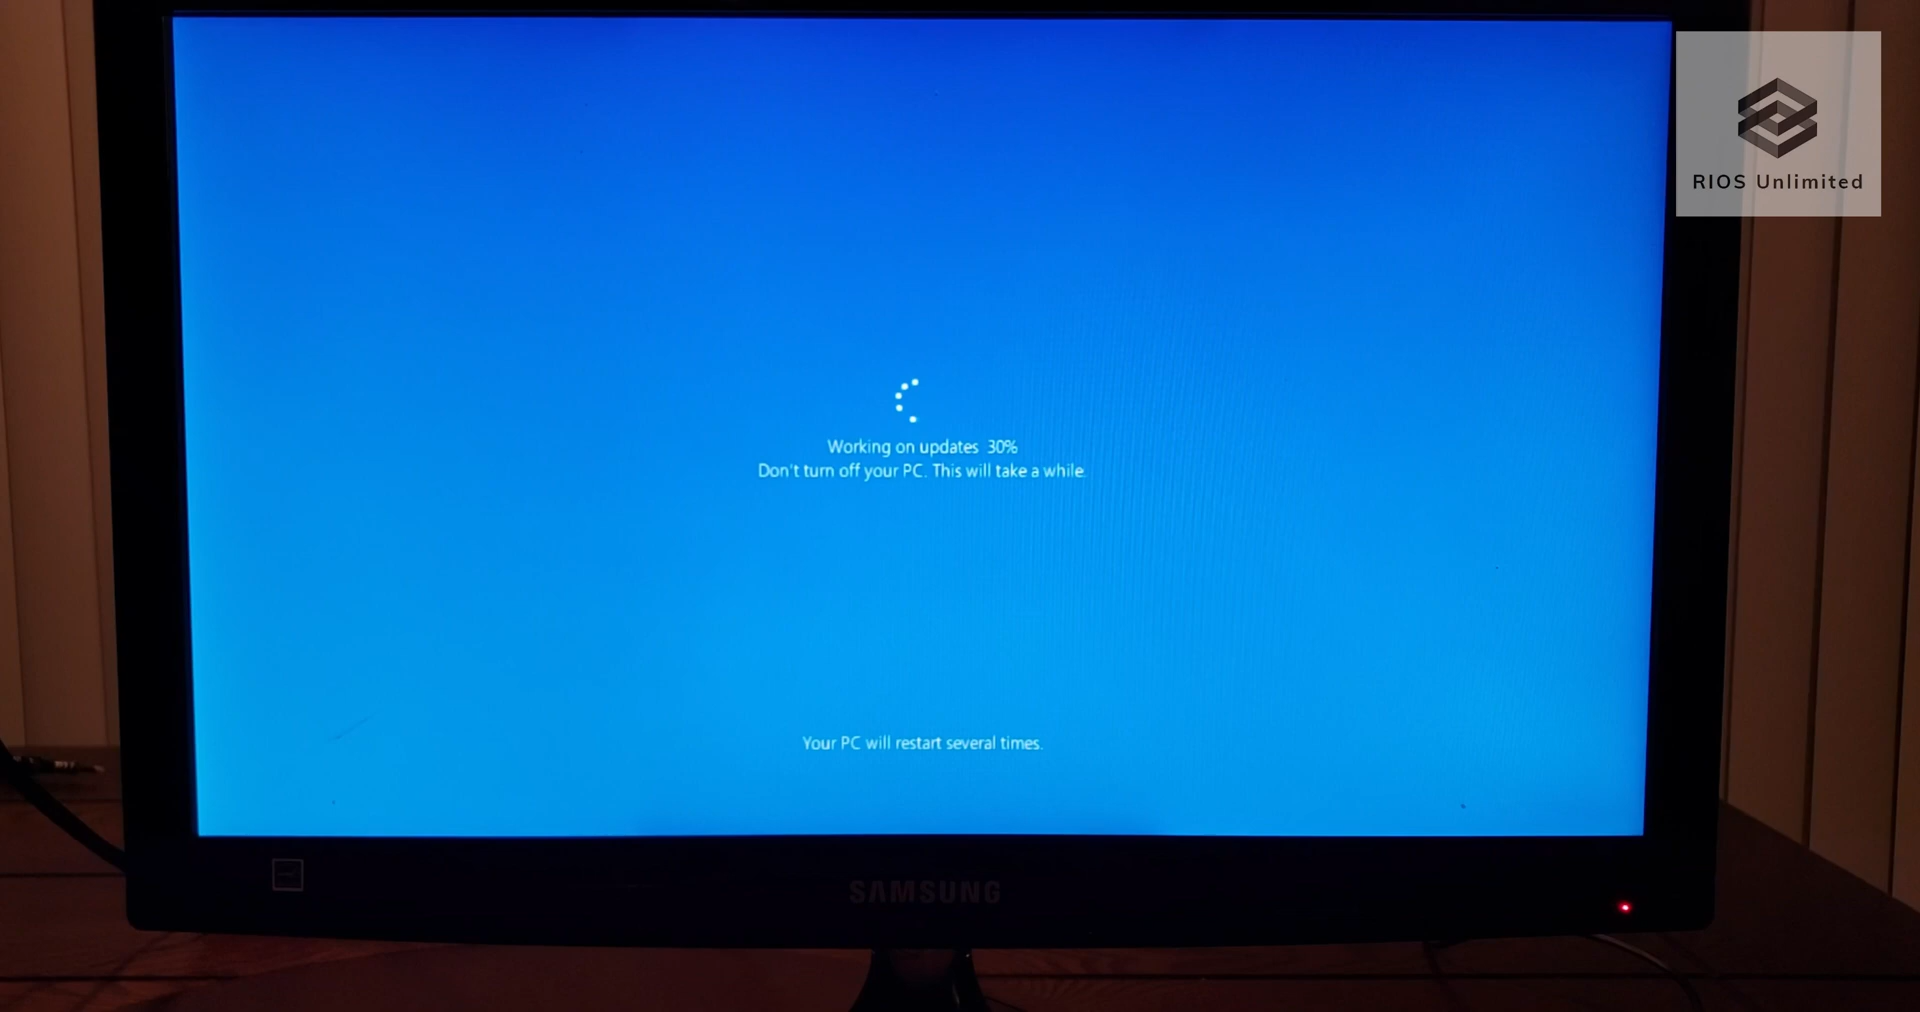 RIOS Unlimited
Working on updates 30%
Don't turn off your PC. This will take a while.
Your PC will restart several times.
SAMSUNG